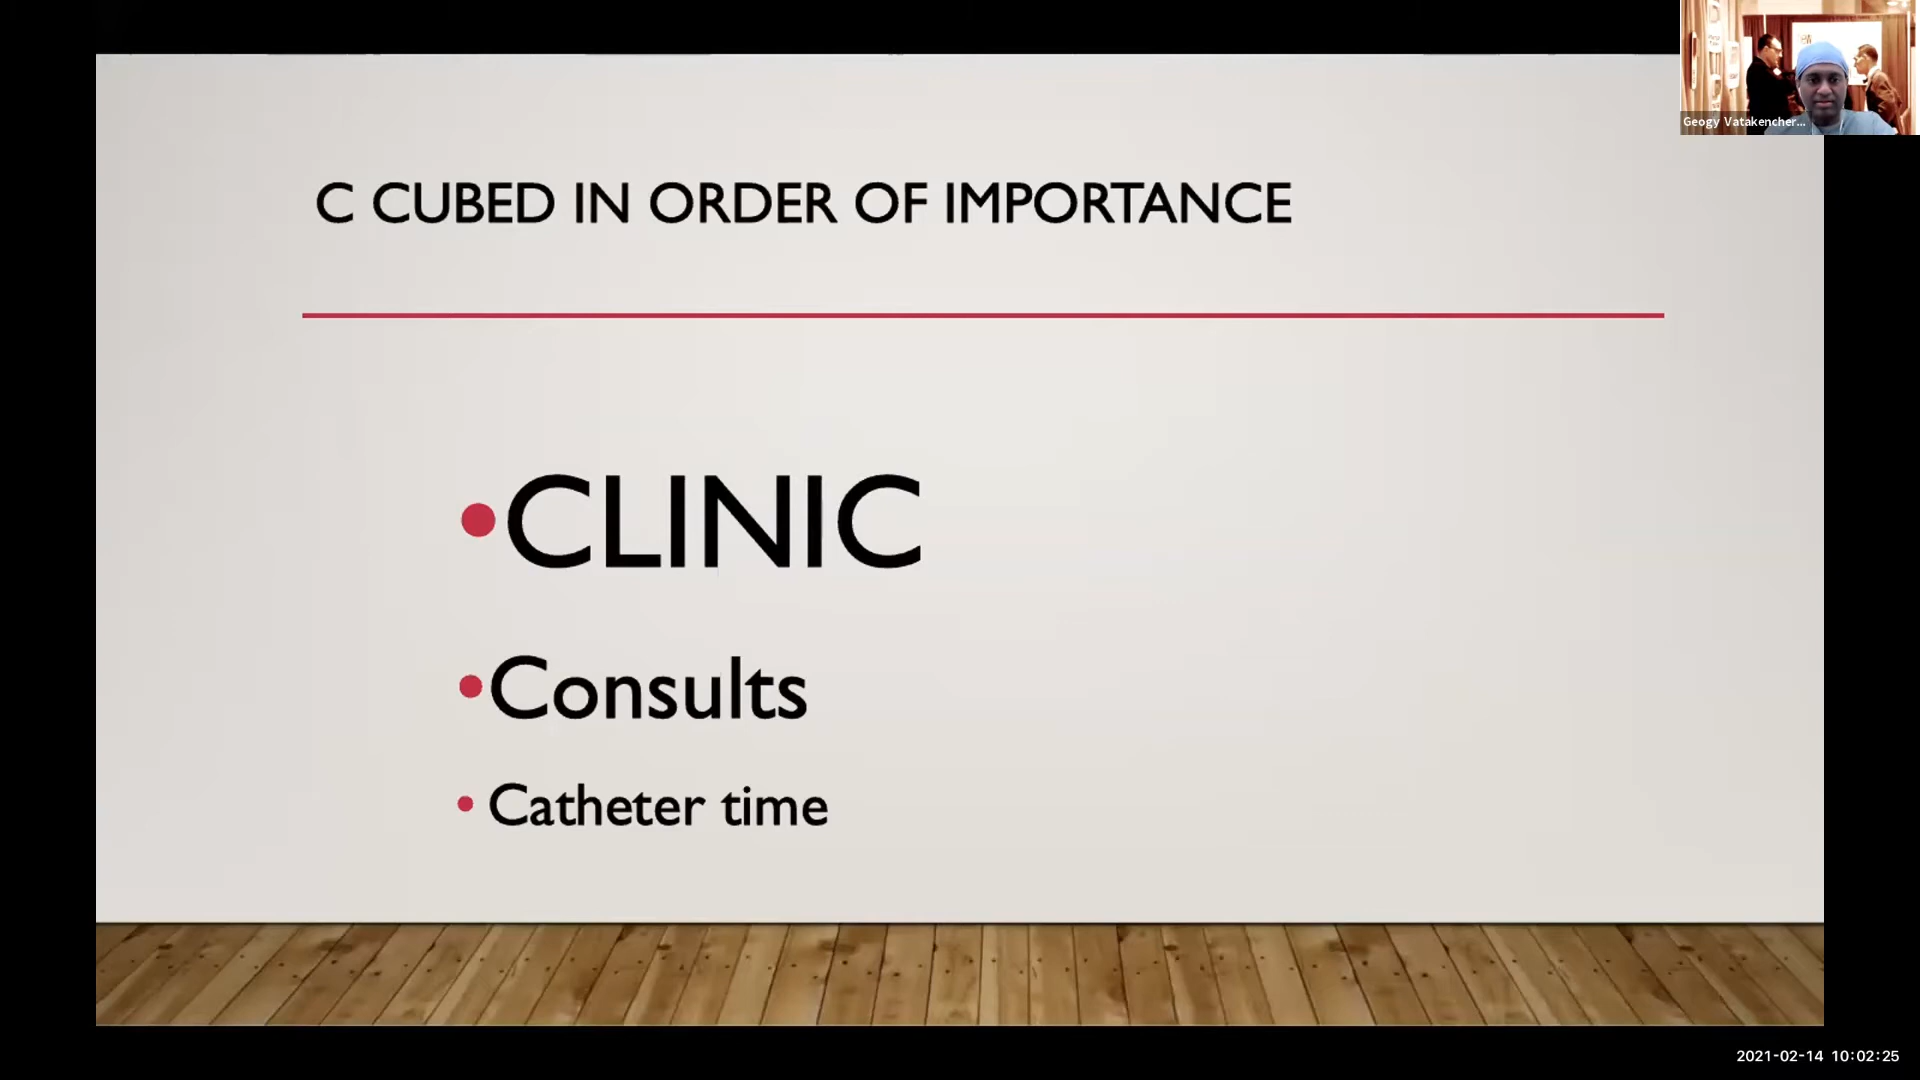 Geogy Vatakencher...
C CUBED IN ORDER OF IMPORTANCE
•CLINIC
•Consults
• Catheter time
2021-02-14 10:02:25